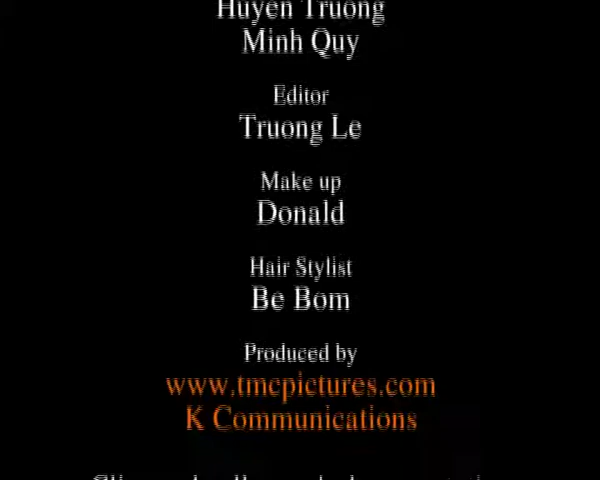 Huyen Truong
Minh Quy
Editor
Truong Le
Make up
Donald
Hair Stylist
Be Bom
Produced by
www.tmcpictures.com
K Communications